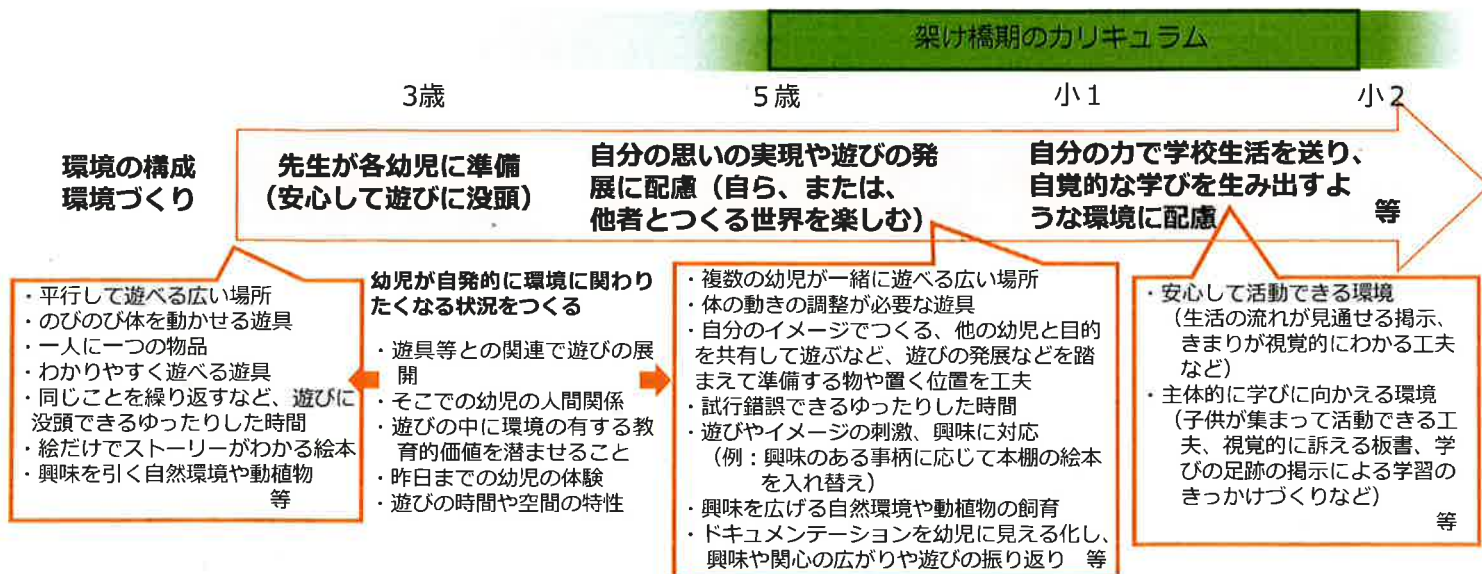 架け橋期のカリキュラム
3歳
5歳
小1
小2
環境の構成
環境づくり
先生が各幼児に準備
（安心して遊びに没頭）
自分の思いの実現や遊びの発
展に配慮（自ら、または、
他者とつくる世界を楽しむ）
自分の力で学校生活を送り、
自覚的な学びを生み出すよ
うな環境に配慮
等
・平行して遊べる広い場所
・のびのび体を動かせる遊具
・一人に一つの物品
・わかりやすく遊べる遊具
・同じことを繰り返すなど、遊びに
没頭できるゆったりした時間
・絵だけでストーリーがわかる絵本
・興味を引く自然環境や動植物
等
幼児が自発的に環境に関わり
たくなる状況をつくる
・遊具等との関連で遊びの展
開
・そこでの幼児の人間関係
・遊びの中に環境の有する教
育的価値を潜ませること
・昨日までの幼児の体験
・遊びの時間や空間の特性
・複数の幼児が一緒に遊べる広い場所
・体の動きの調整が必要な遊具
・自分のイメージでつくる、他の幼児と目的
を共有して遊ぶなど、遊びの発展などを踏
まえて準備する物や置く位置を工夫
・試行錯誤できるゆったりした時間
・遊びやイメージの刺激、興味に対応
（例：興味のある事柄に応じて本棚の絵本
を入れ替え）
・興味を広げる自然環境や動植物の飼育
・ドキュメンテーションを幼児に見える化し、
興味や関心の広がりや遊びの振り返り 等
・安心して活動できる環境
（生活の流れが見通せる掲示、
きまりが視覚的にわかる工夫
など）
・主体的に学びに向かえる環境
（子供が集まって活動できる工
夫、視覚的に訴える板書、学
びの足跡の掲示による学習の
きっかけづくりなど）
等